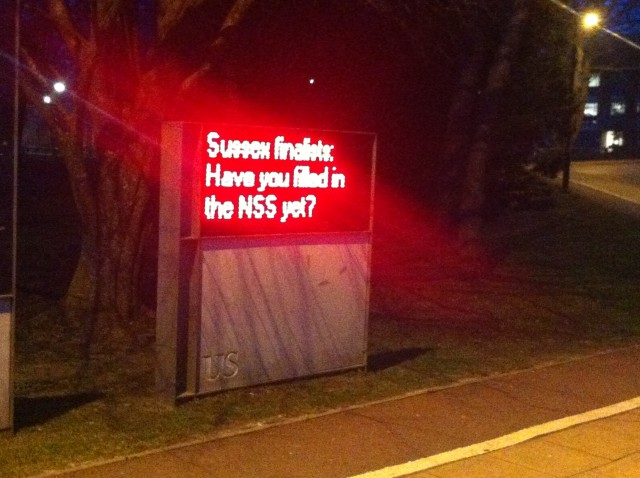 Sussex finalists:
Have you filled in
the NSS yet?
US